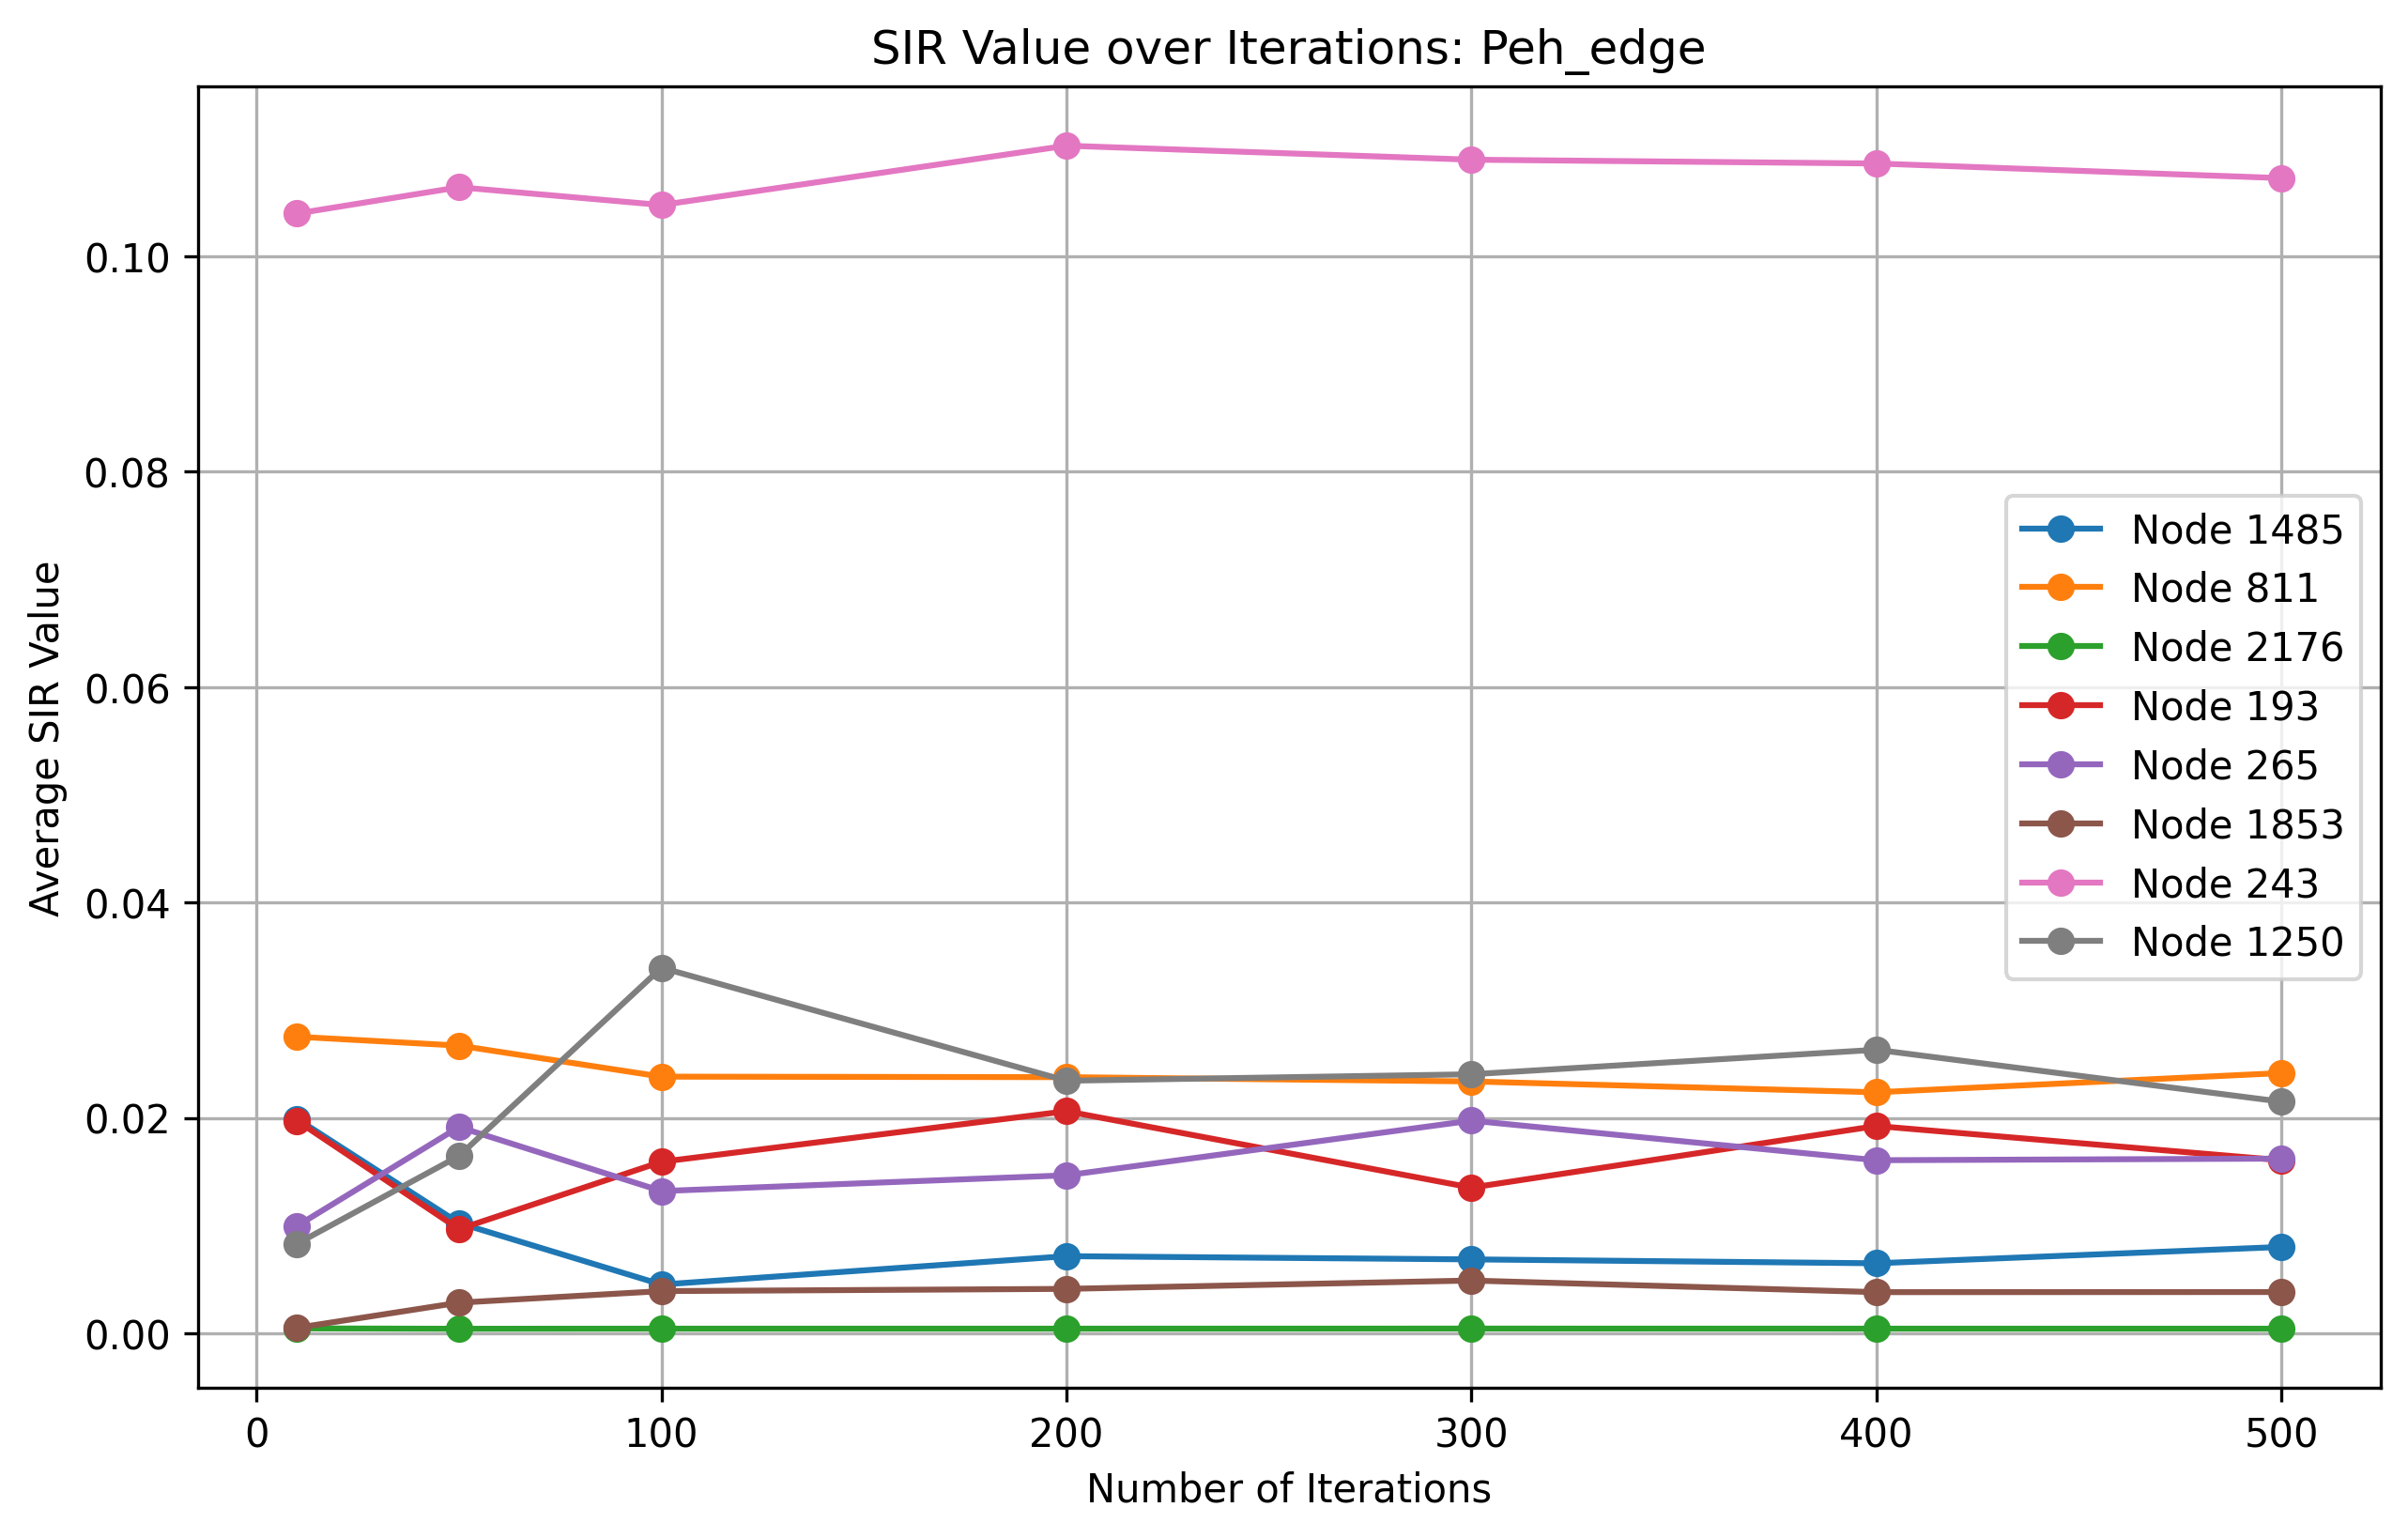 SIR Value over Iterations: Peh_edge
Average SIR Value
0.10
0.08
0.06
0.04
0.02
0.00
Node 1485
Node 811
Node 2176
Node 193
Node 265
Node 1853
Node 243
Node 1250
0 100 200 300 400 500
Number of Iterations